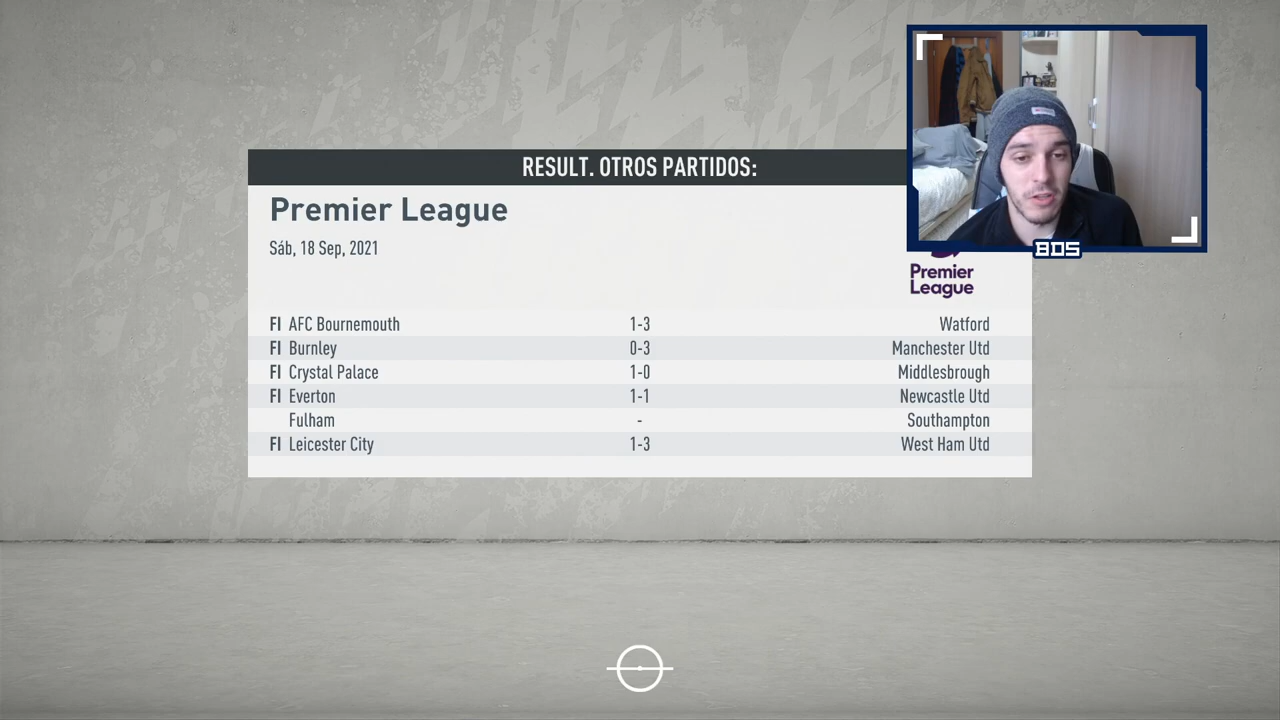 RESULT. OTROS PARTIDOS:
Premier League
Sáb, 18 Sep, 2021
Premier
League
BDS
FI AFC Bournemouth 1-3 Watford
FI Burnley 0-3 Manchester Utd
FI Crystal Palace 1-0 Middlesbrough
FI Everton 1-1 Newcastle Utd
Fulham - Southampton
FI Leicester City 1-3 West Ham Utd